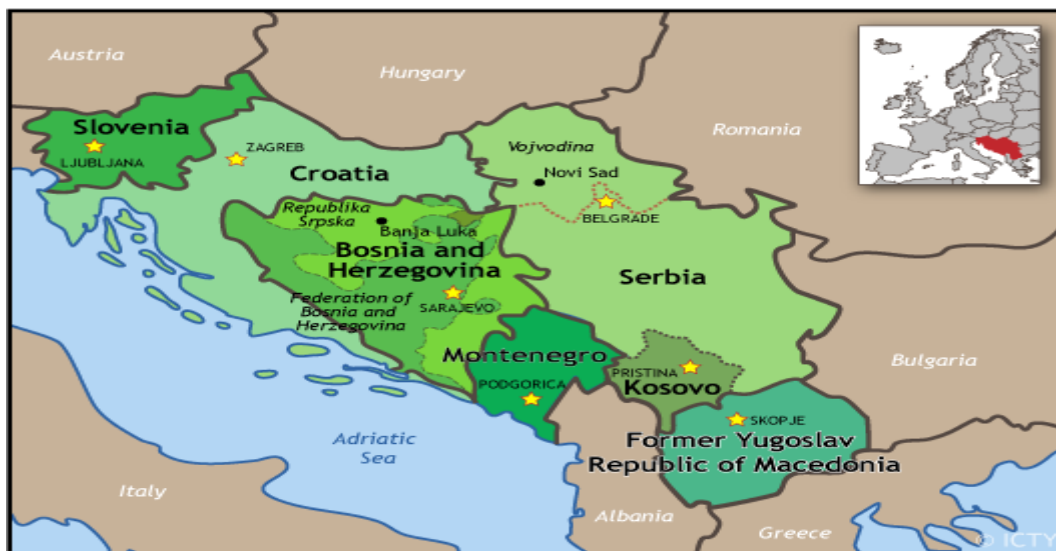 Austria
Hungary
Romania
Slovenia
LJUBLJANA
ZAGREB
Croatia
Vojvodina
Novi Sad
BELGRADE
Republika
Srpska
Banja Luka
Bosnia and
Herzegovina
Federation of
Bosnia and
Herzegovina
SARAJEVO
Serbia
Montenegro
PODGORICA
PRISTINA
Kosovo
Bulgaria
SKOPJE
Former Yugoslav
Republic of Macedonia
Adriatic
Sea
Italy
Albania
Greece
© ICTY